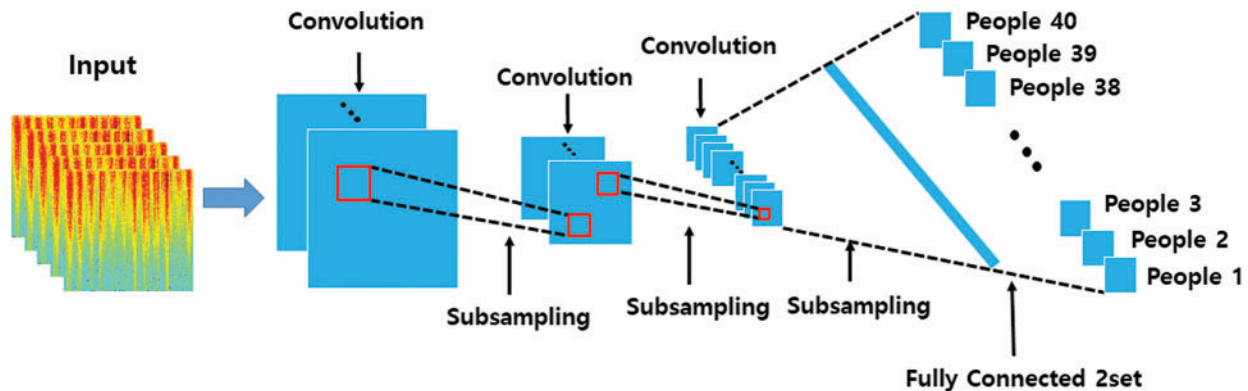 Input
Convolution
Convolution
Convolution
Subsampling
Subsampling
Subsampling
Fully Connected 2set
People 40
People 39
People 38
People 3
People 2
People 1